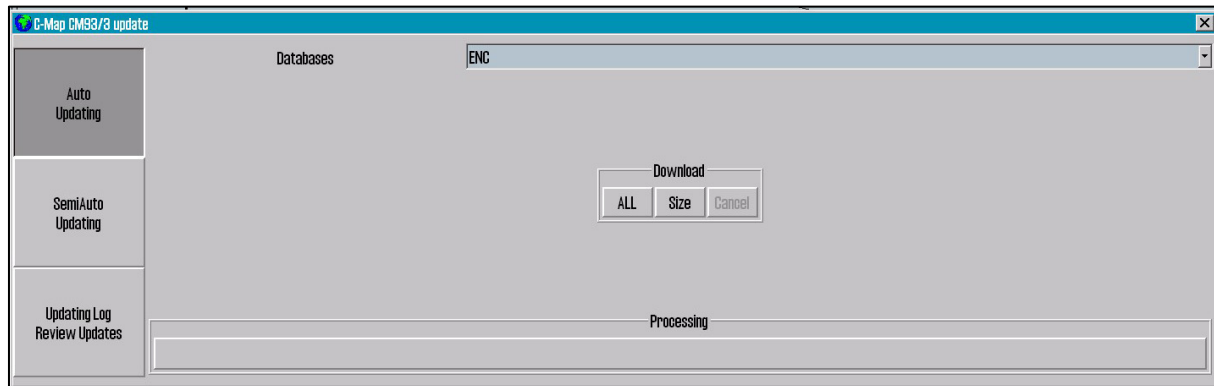 C-Map CM93/3 update
Databases
ENC
Auto
Updating
Download
ALL Size Cancel
SemiAuto
Updating
Updating Log
Review Updates
Processing